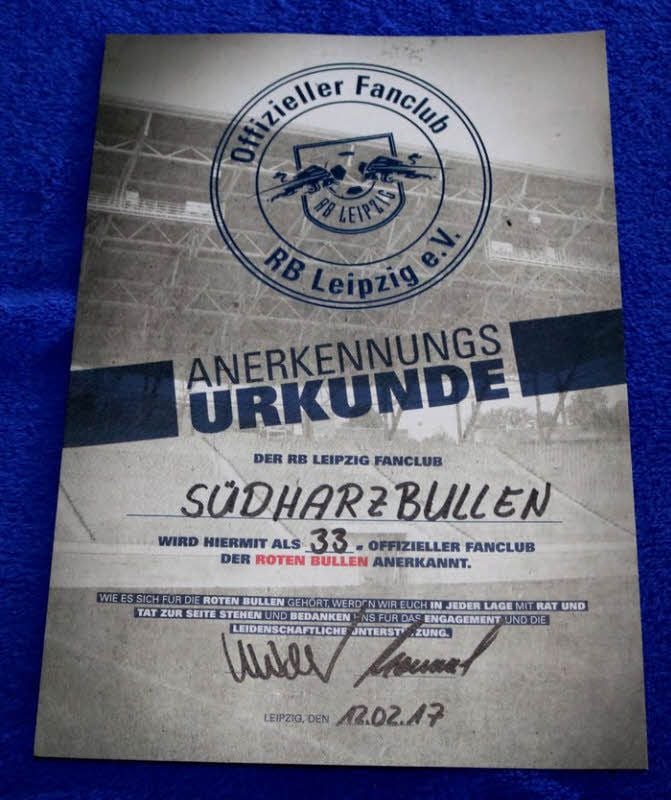 Offizieller Fanclub
RB LEIPZIG
RB Leipzig e.V.
ANERKENNUNGS
URKUNDE
DER RB LEIPZIG FANCLUB
SÜDHARZBULLEN
WIRD HIERMIT ALS 33. OFFIZIELLER FANCLUB
DER ROTEN BULLEN ANERKANNT.
WIE ES SICH FÜR DIE ROTEN BULLEN GEHÖRT, WERDEN WIR EUCH IN JEDER LAGE MIT RAT UND
TAT ZUR SEITE STEHEN UND BEDANKEN UNS FÜR DAS ENGAGEMENT UND DIE
LEIDENSCHAFTLICHE UNTERSTÜTZUNG.
LEIPZIG, DEN 12.02.17